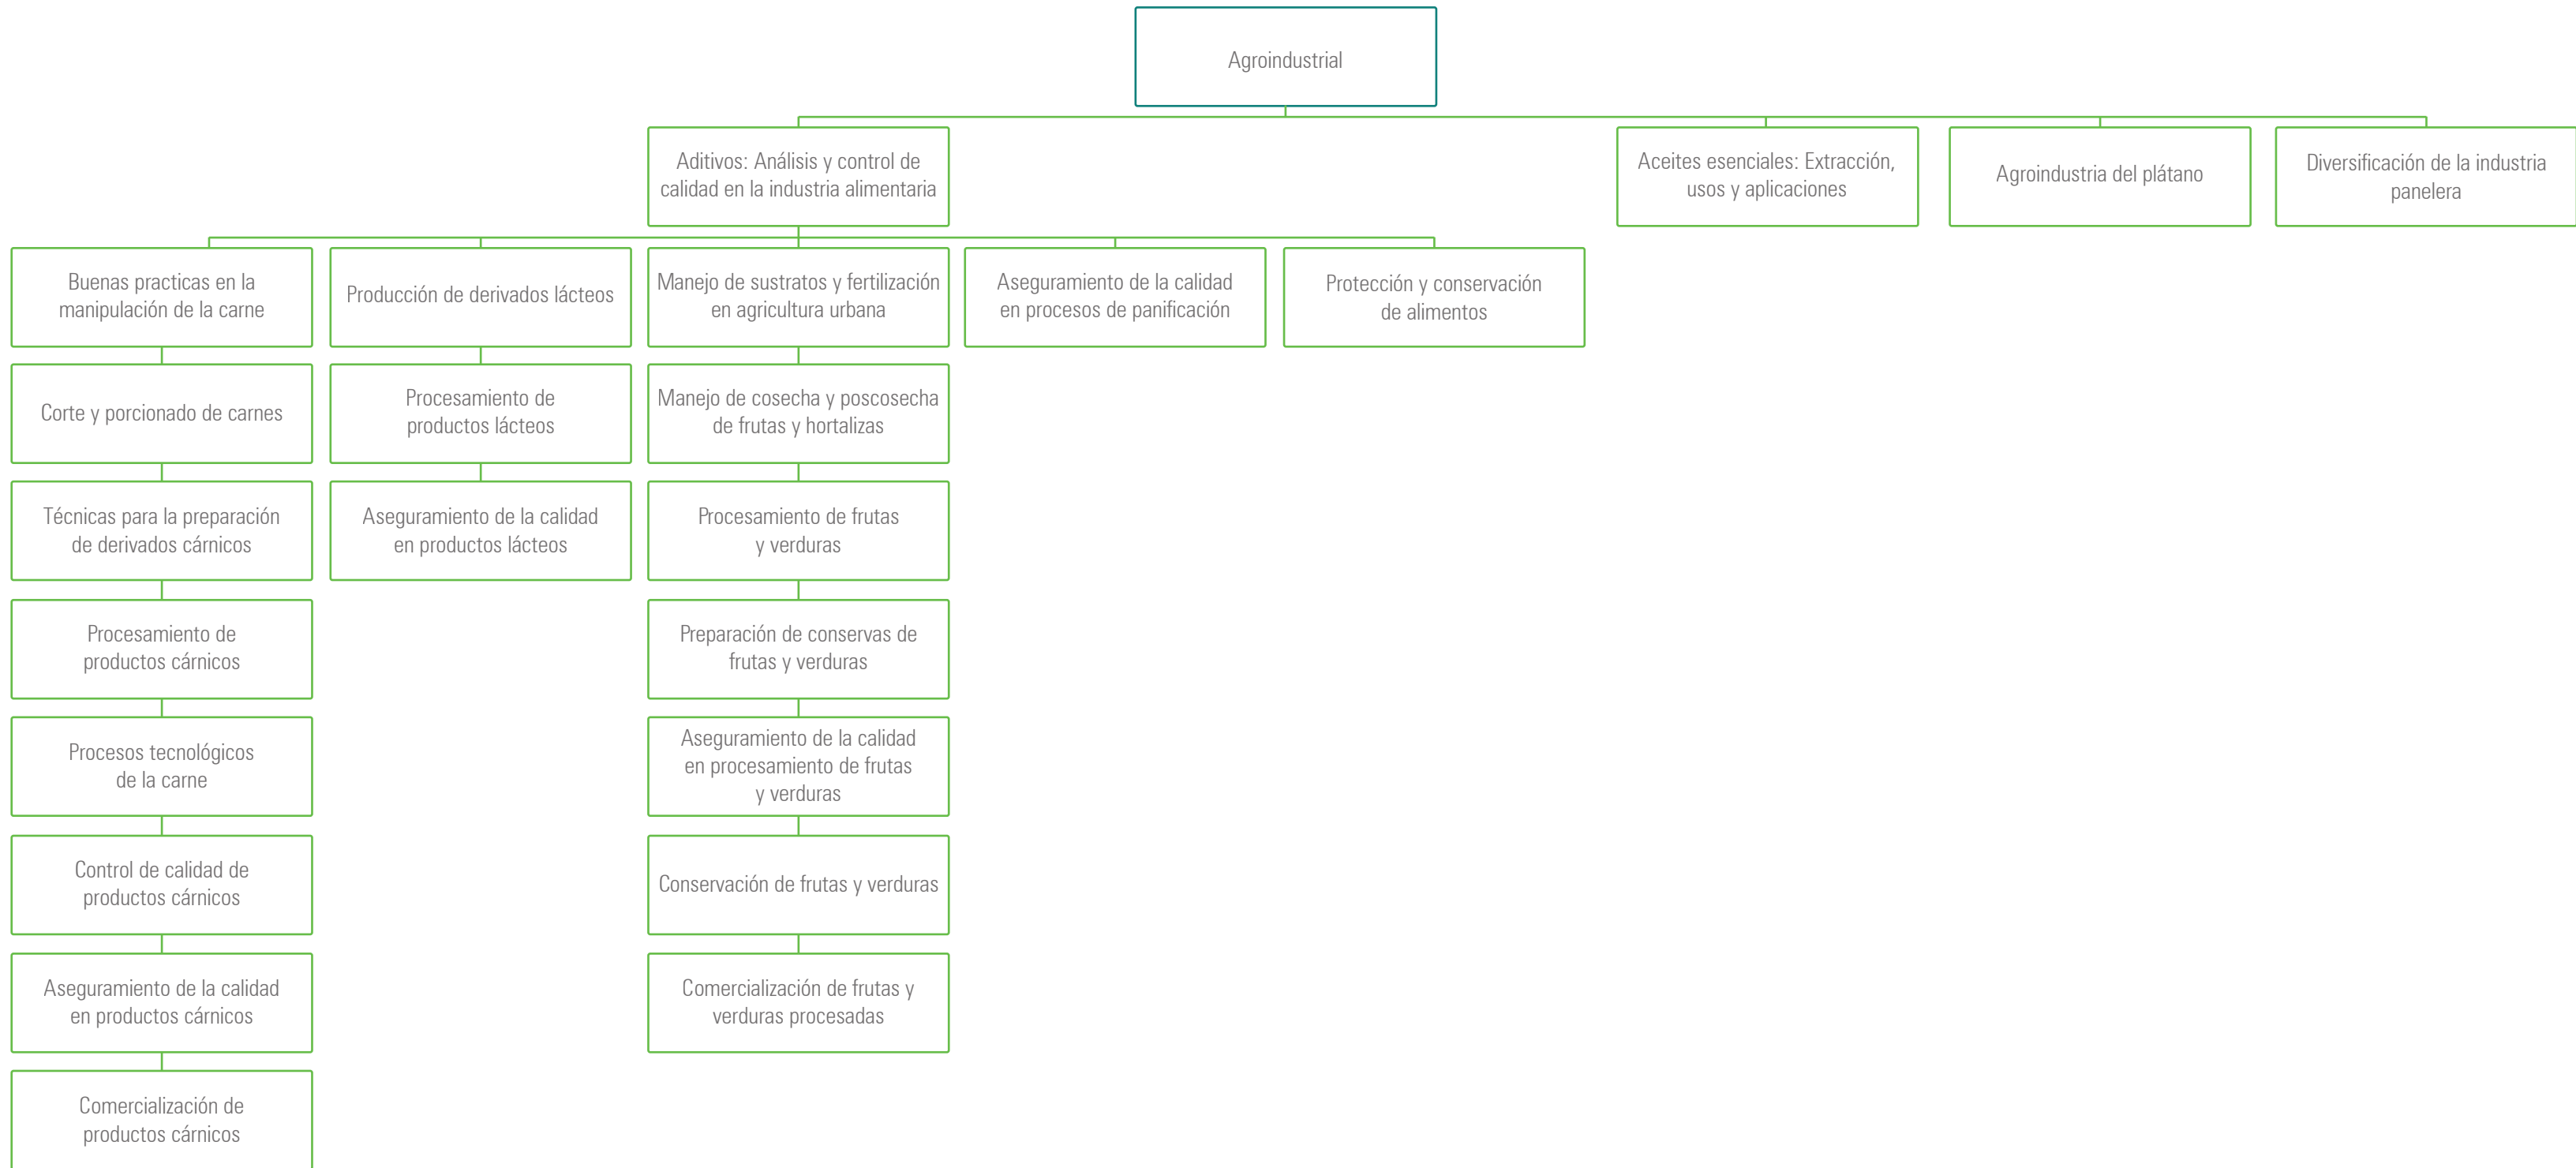 Agroindustrial
Aditivos: Análisis y control de
calidad en la industria alimentaria
Aceites esenciales: Extracción,
usos y aplicaciones
Agroindustria del plátano
Diversificación de la industria
panelera
Buenas practicas en la
manipulación de la carne
Producción de derivados lácteos
Manejo de sustratos y fertilización
en agricultura urbana
Aseguramiento de la calidad
en procesos de panificación
Protección y conservación
de alimentos
Corte y porcionado de carnes
Procesamiento de
productos lácteos
Manejo de cosecha y poscosecha
de frutas y hortalizas
Técnicas para la preparación
de derivados cárnicos
Aseguramiento de la calidad
en productos lácteos
Procesamiento de frutas
y verduras
Procesamiento de
productos cárnicos
Preparación de conservas de
frutas y verduras
Procesos tecnológicos
de la carne
Aseguramiento de la calidad
en procesamiento de frutas
y verduras
Control de calidad de
productos cárnicos
Conservación de frutas y verduras
Aseguramiento de la calidad
en productos cárnicos
Comercialización de frutas y
verduras procesadas
Comercialización de
productos cárnicos